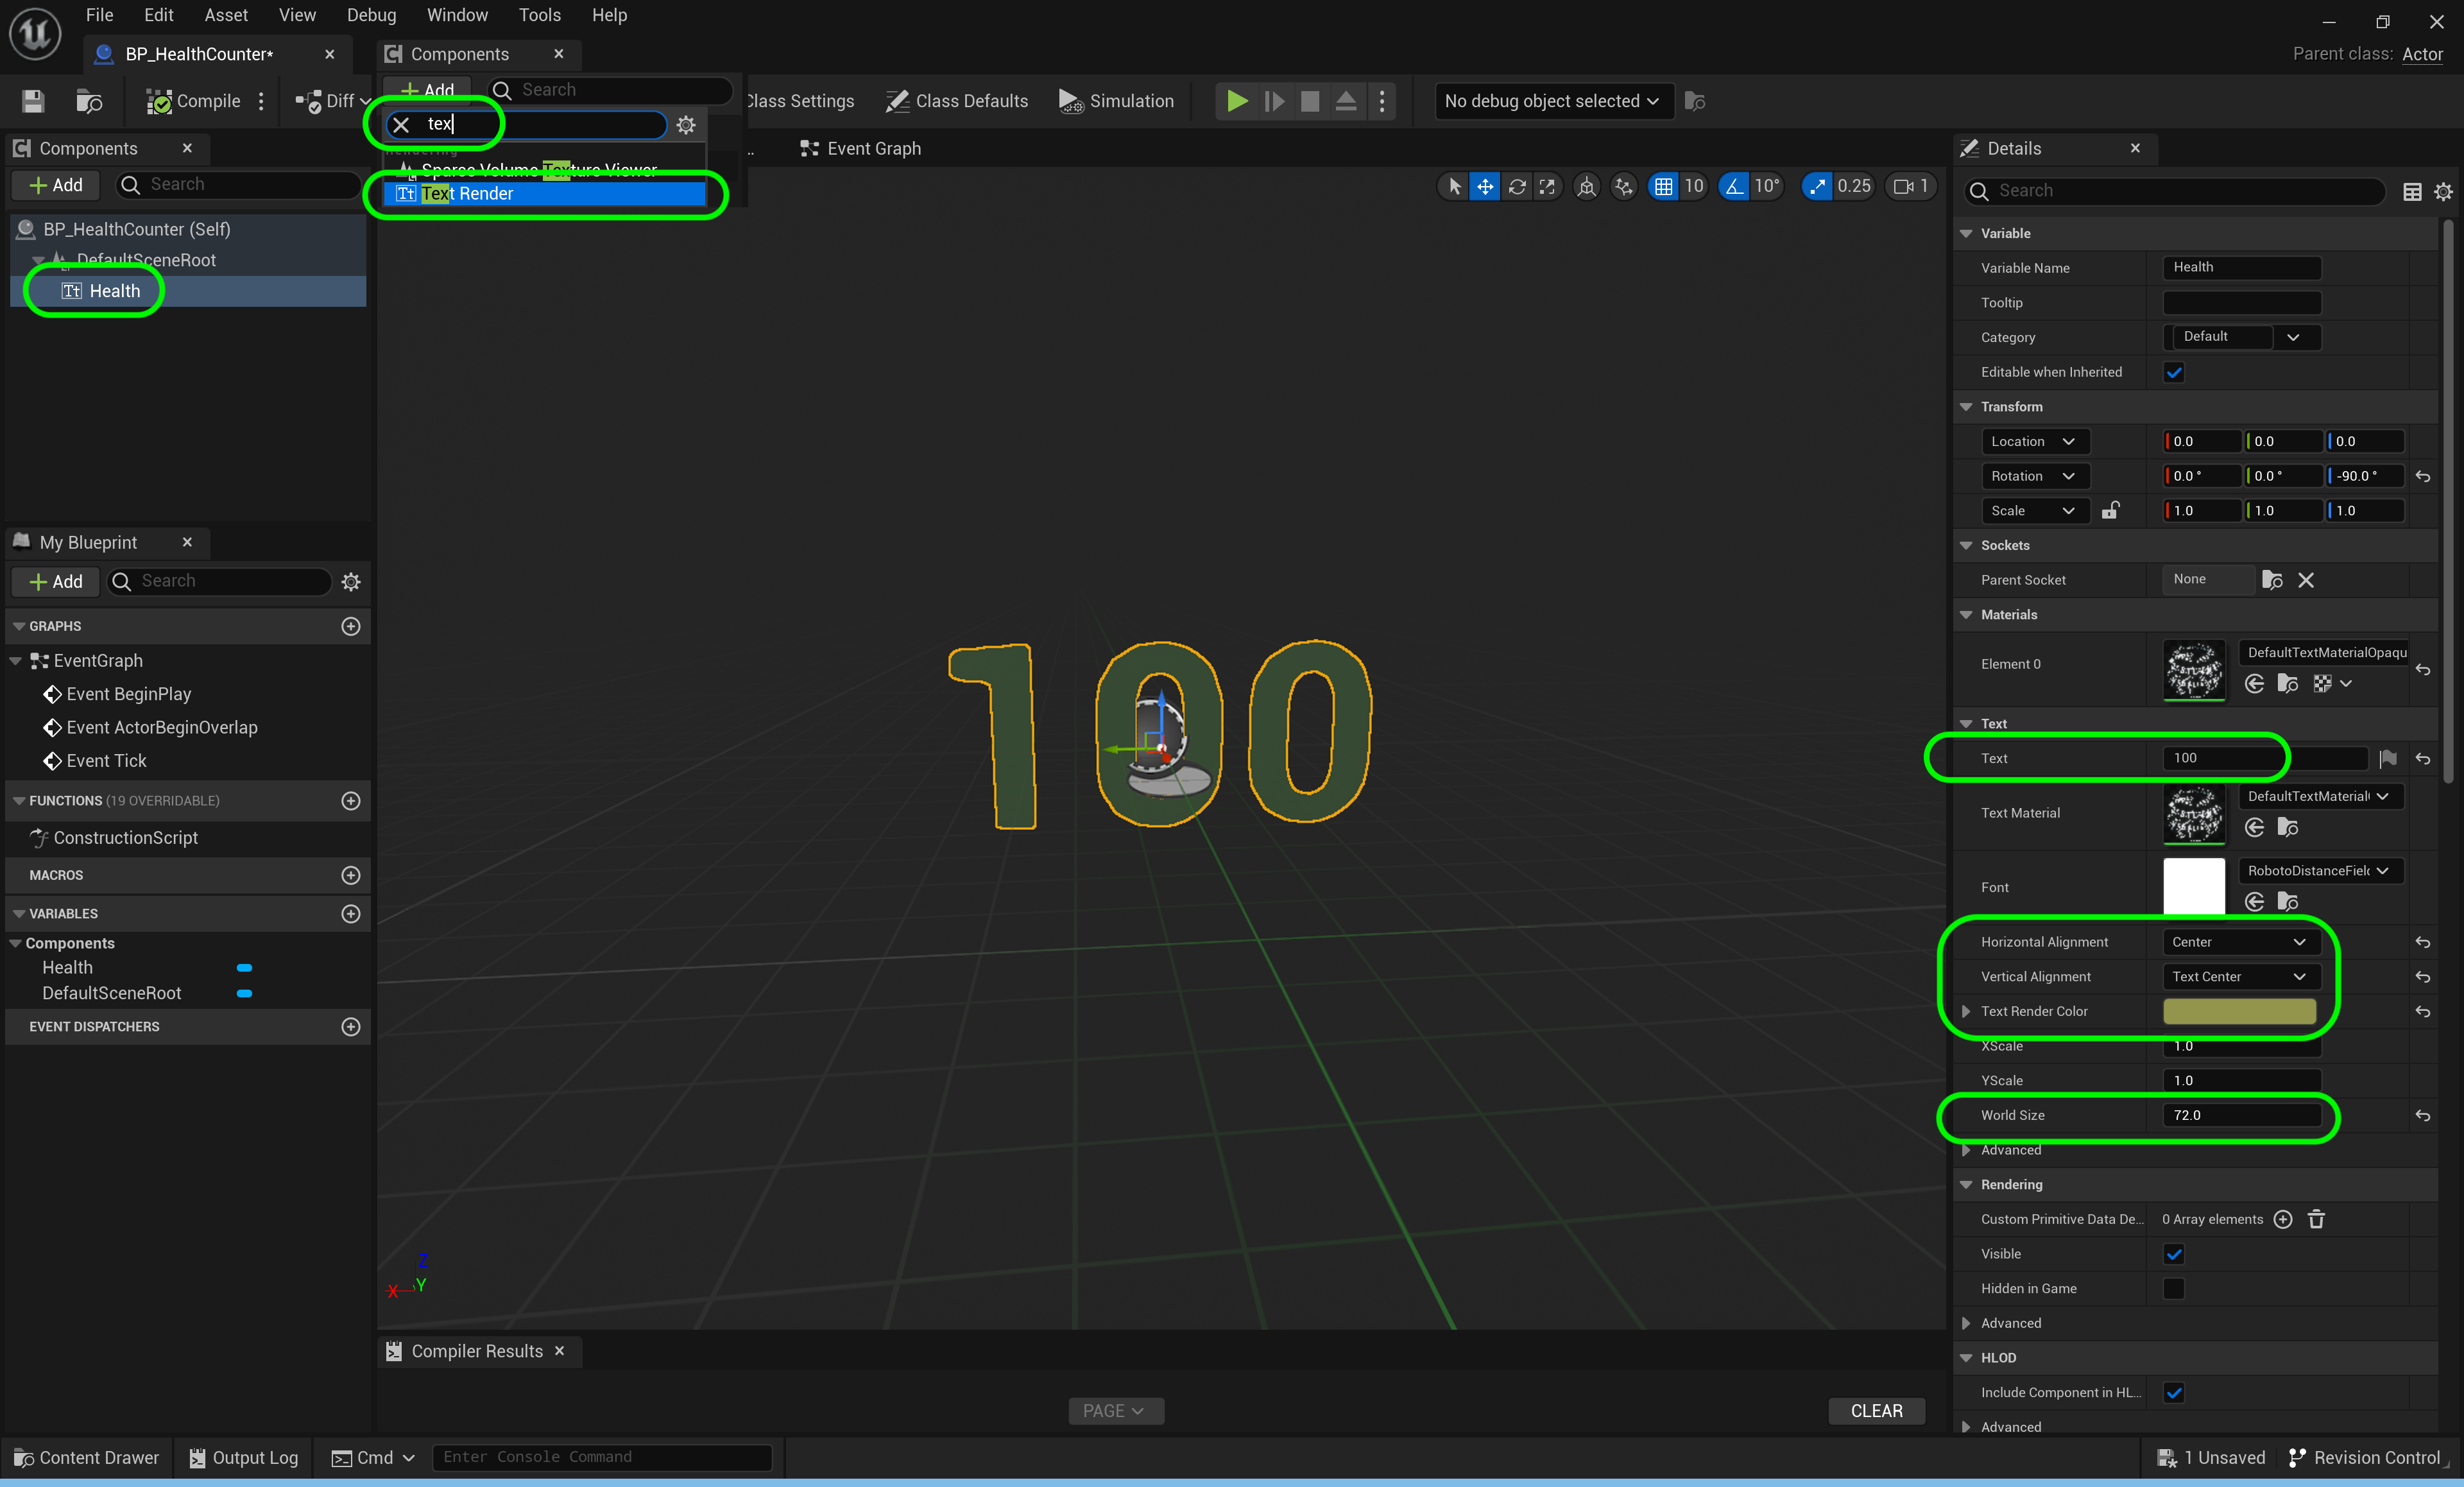 File Edit Asset View Debug Window Tools Help
BP_HealthCounter*
Components
Parent class: Actor
Compile
Diff
Add
Search
Class Settings
Class Defaults
Simulation
No debug object selected
tex
Rendering
Sparse Volume Texture Viewer
Text Render
Event Graph
Components
Add
Search
BP_HealthCounter (Self)
DefaultSceneRoot
Tt Health
My Blueprint
Add
Search
GRAPHS
EventGraph
Event BeginPlay
Event ActorBeginOverlap
Event Tick
FUNCTIONS (19 OVERRIDABLE)
ConstructionScript
MACROS
VARIABLES
Components
Health
DefaultSceneRoot
EVENT DISPATCHERS
10
10°
0.25
1
100
Z
X
Y
Compiler Results
PAGE
CLEAR
Details
Search
Variable
Variable Name Health
Tooltip
Category Default
Editable when Inherited
Transform
Location 0.0 0.0 0.0
Rotation 0.0 ° 0.0 ° -90.0 °
Scale 1.0 1.0 1.0
Sockets
Parent Socket None
Materials
Element 0 DefaultTextMaterialOpaqu
Text
Text 100
Text Material DefaultTextMaterial
Font RobotoDistanceFiel
Horizontal Alignment Center
Vertical Alignment Text Center
Text Render Color
XScale 1.0
YScale 1.0
World Size 72.0
Advanced
Rendering
Custom Primitive Data De... 0 Array elements
Visible
Hidden in Game
Advanced
HLOD
Include Component in HL...
Advanced
Content Drawer Output Log Cmd Enter Console Command 1 Unsaved Revision Control